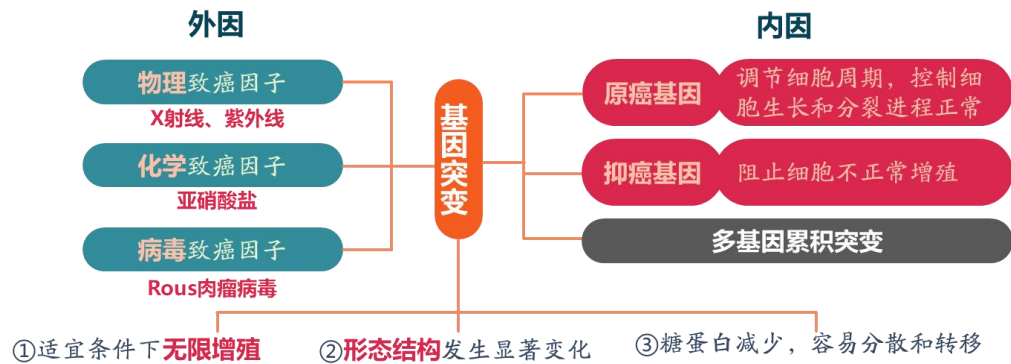 外因
物理致癌因子
X射线、紫外线
化学致癌因子
亚硝酸盐
病毒致癌因子
Rous肉瘤病毒
基因突变
内因
原癌基因
调节细胞周期，控制细
胞生长和分裂进程正常
抑癌基因
阻止细胞不正常增殖
多基因累积突变
①适宜条件下无限增殖
②形态结构发生显著变化
③糖蛋白减少，容易分散和转移